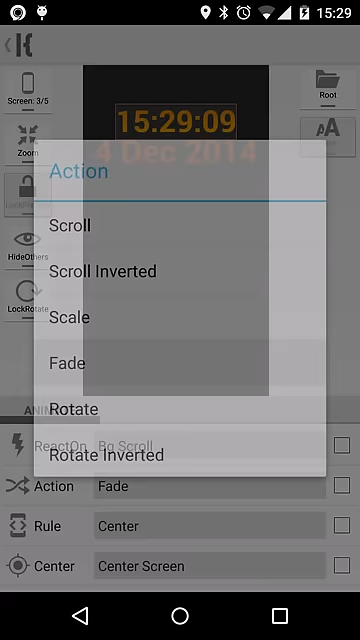 15:29
Screen: 3/5
Root
15:29:09
Zoom
4 Dec 2014
Action
Scroll
HideOthers
Scroll Inverted
LockRotate
Scale
Fade
Rotate
ReactOn
Bg Scroll
Rotate Inverted
Action
Fade
Rule
Center
Center
Center Screen